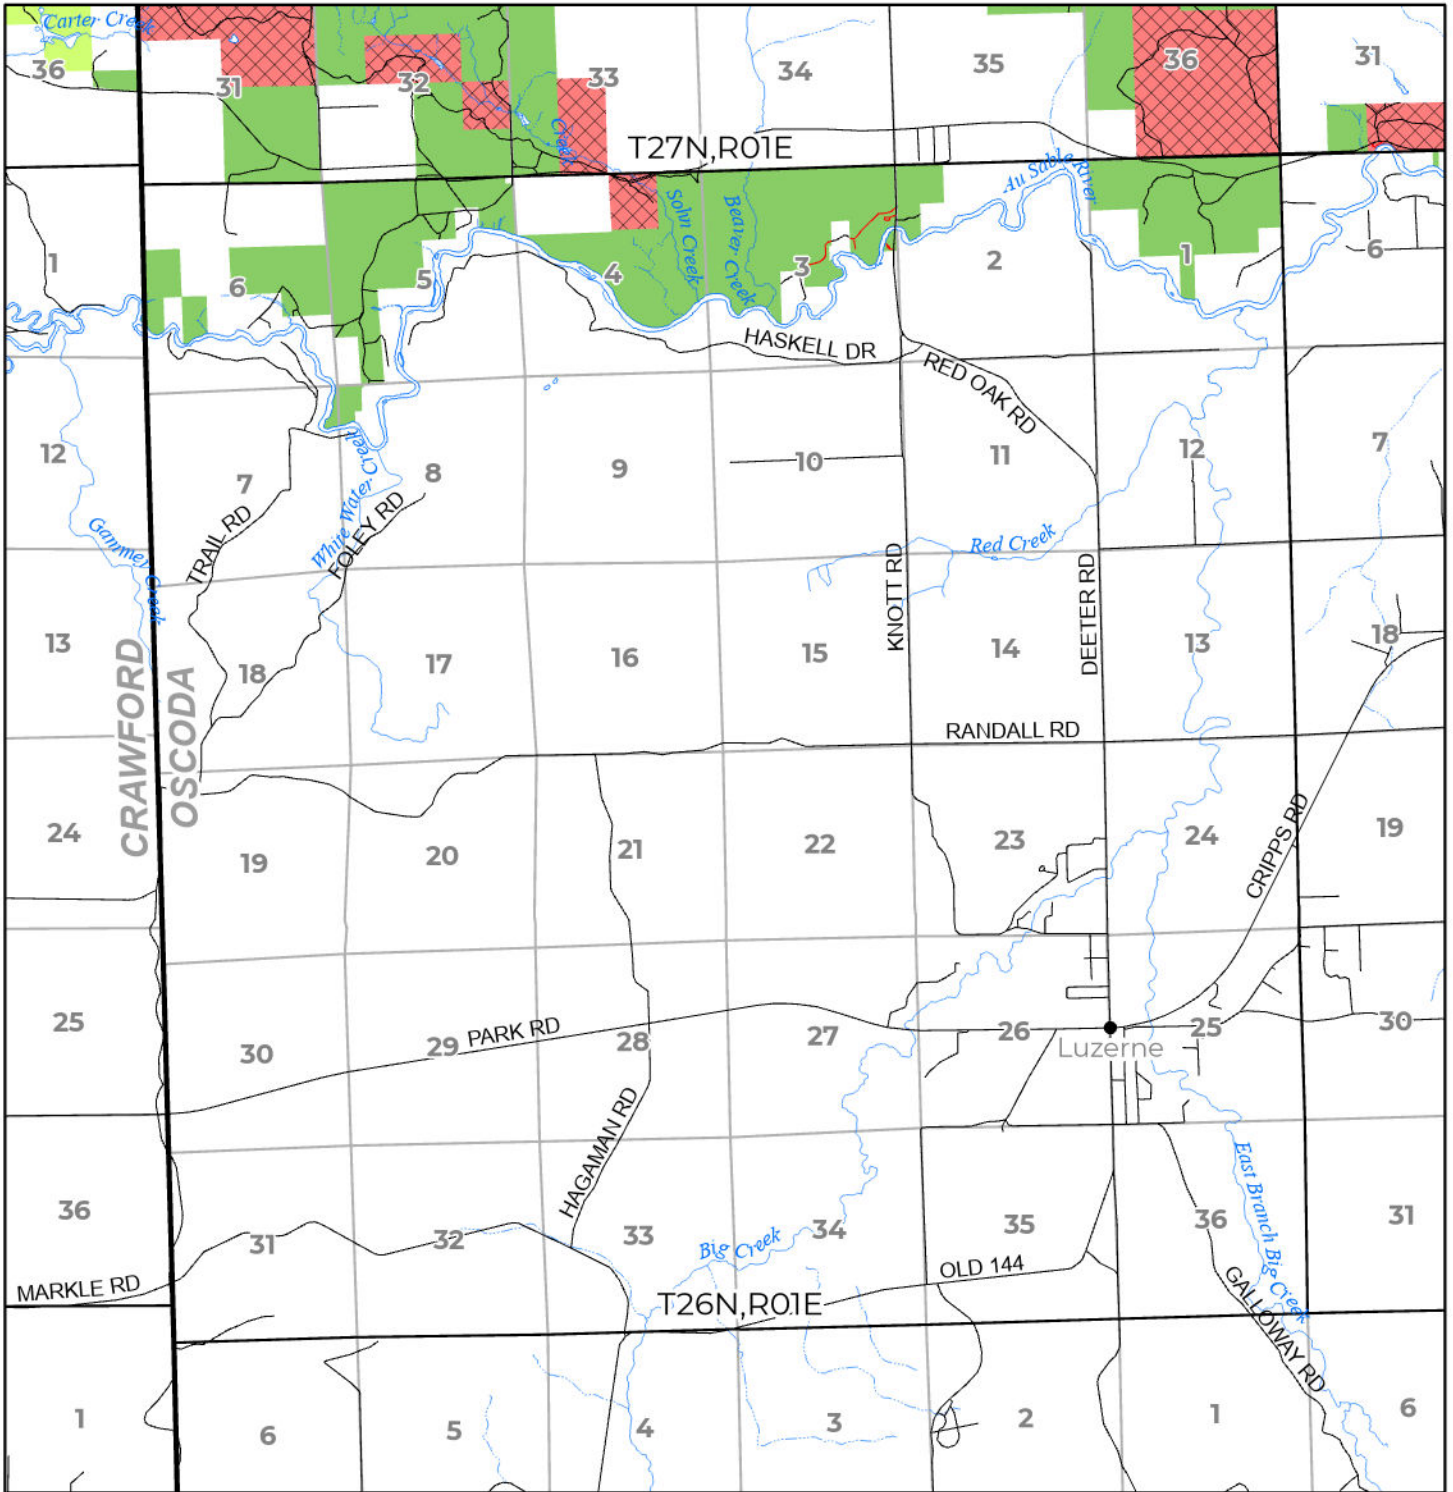 Carter Creek
36
31
32
33
34
35
36
31
Creek
T27N,R01E
Au Sable River
Sohn Creek
Beaver Creek
1
6
5
4
3
2
1
6
HASKELL DR
RED OAK RD
12
7
8
9
10
11
12
7
White Water Creek
TRAIL RD
FOLEY RD
Gammey Creek
Red Creek
KNOTT RD
DEETER RD
13
18
17
16
15
14
13
18
CRAWFORD
OSCODA
RANDALL RD
24
19
20
21
22
23
24
19
CRIPPS RD
25
30
29
PARK RD
28
27
26
25
30
Luzerne
HAGAMAN RD
East Branch Big Creek
36
31
32
33
34
35
36
31
Big Creek
OLD 144
MARKLE RD
T26N,R01E
GALLOWAY RD
1
6
5
4
3
2
1
6